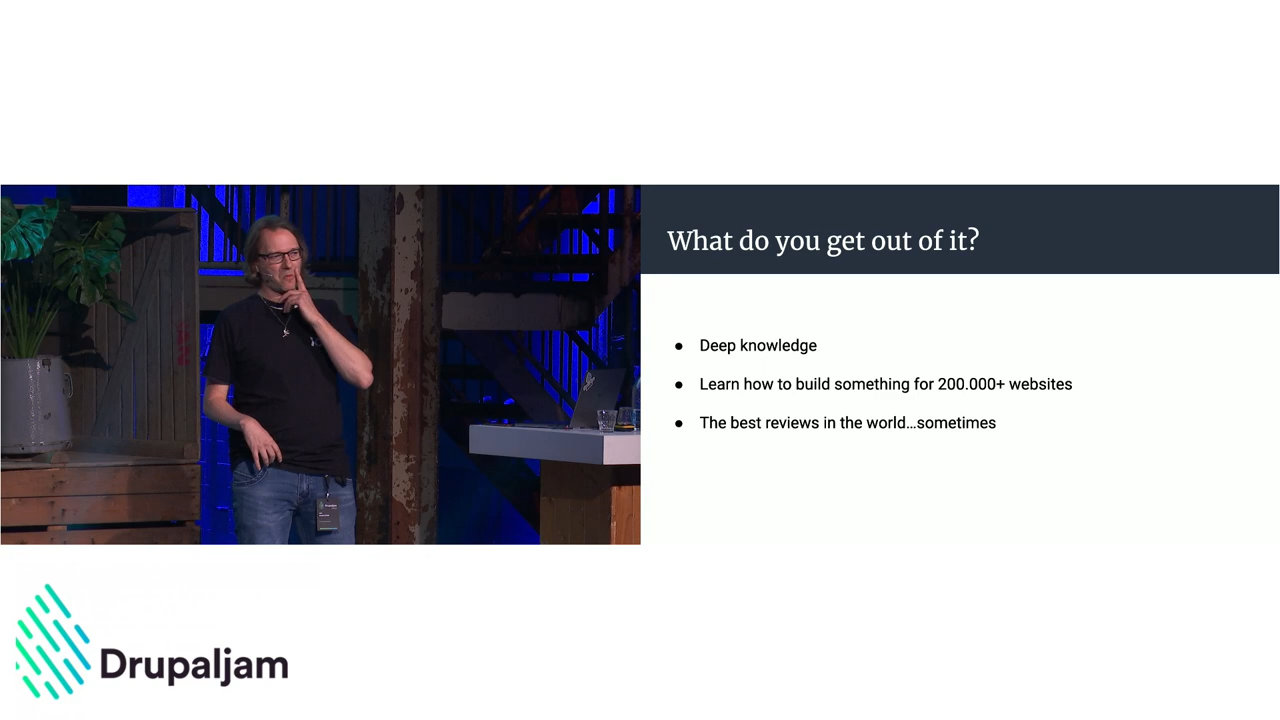 What do you get out of it?
● Deep knowledge
● Learn how to build something for 200.000+ websites
● The best reviews in the world...sometimes
Drupaljam